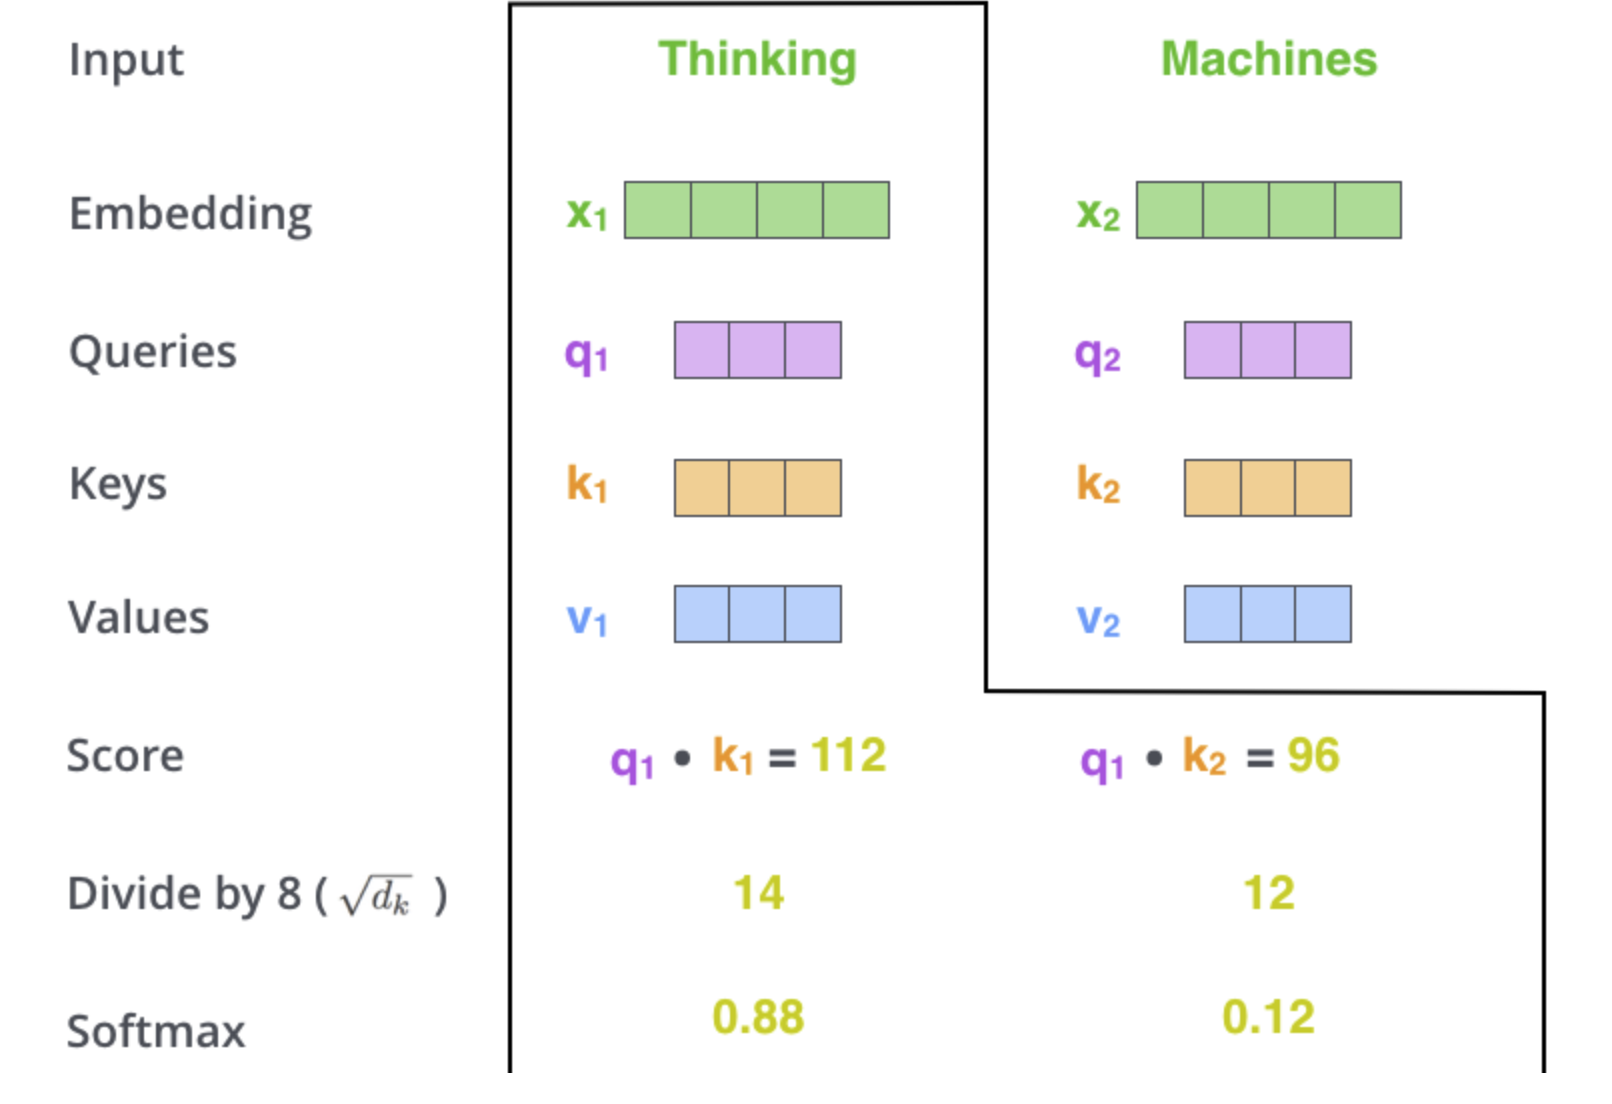 Input Thinking Machines
Embedding x₁ x₂
Queries q₁ q₂
Keys k₁ k₂
Values v₁ v₂
Score q₁ • k₁ = 112 q₁ • k₂ = 96
Divide by 8 ( √dₖ ) 14 12
Softmax 0.88 0.12